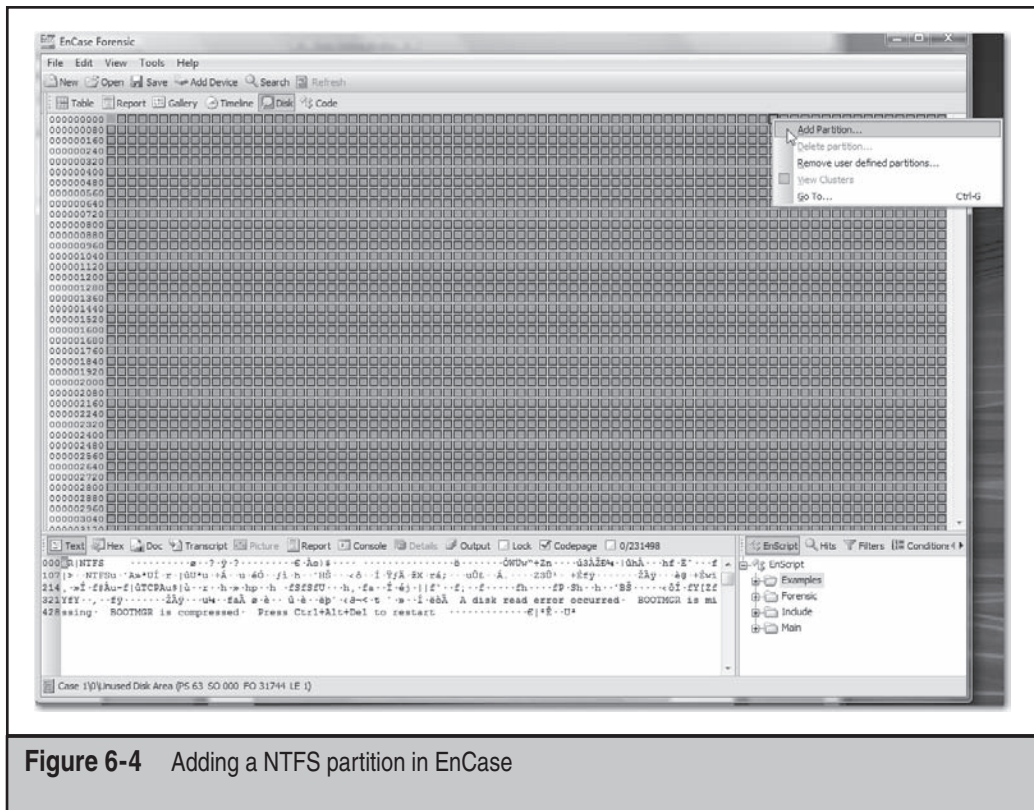 EnCase Forensic
File Edit View Tools Help
New Open Save Add Device Search Refresh
Table Report Gallery Timeline Disk Code
000000000
000000080
000000160
000000240
000000320
000000400
000000480
000000560
000000640
000000720
000000800
000000880
000000960
000001040
000001120
000001200
000001280
000001360
000001440
000001520
000001600
000001680
000001760
000001840
000001920
000002000
000002080
000002160
000002240
000002320
000002400
000002480
000002560
000002640
000002720
000002800
000002880
000002960
000003040
000003120
Add Partition...
Delete partition...
Remove user defined partitions...
View Clusters
Go To... Ctrl-G
Text Hex Doc Transcript Picture Report Console Details Output Lock Codepage 0/231498
000 R|NTFS
107
214
321 A disk read error occurred BOOTMGR is mi
428 ssing BOOTMGR is compressed Press Ctrl+Alt+Del to restart
EnScript Hits Filters Conditions
EnScript
Examples
Forensic
Include
Main
Case 1\0\Unused Disk Area (PS 63 SO 000 FO 31744 LE 1)
Figure 6-4 Adding a NTFS partition in EnCase